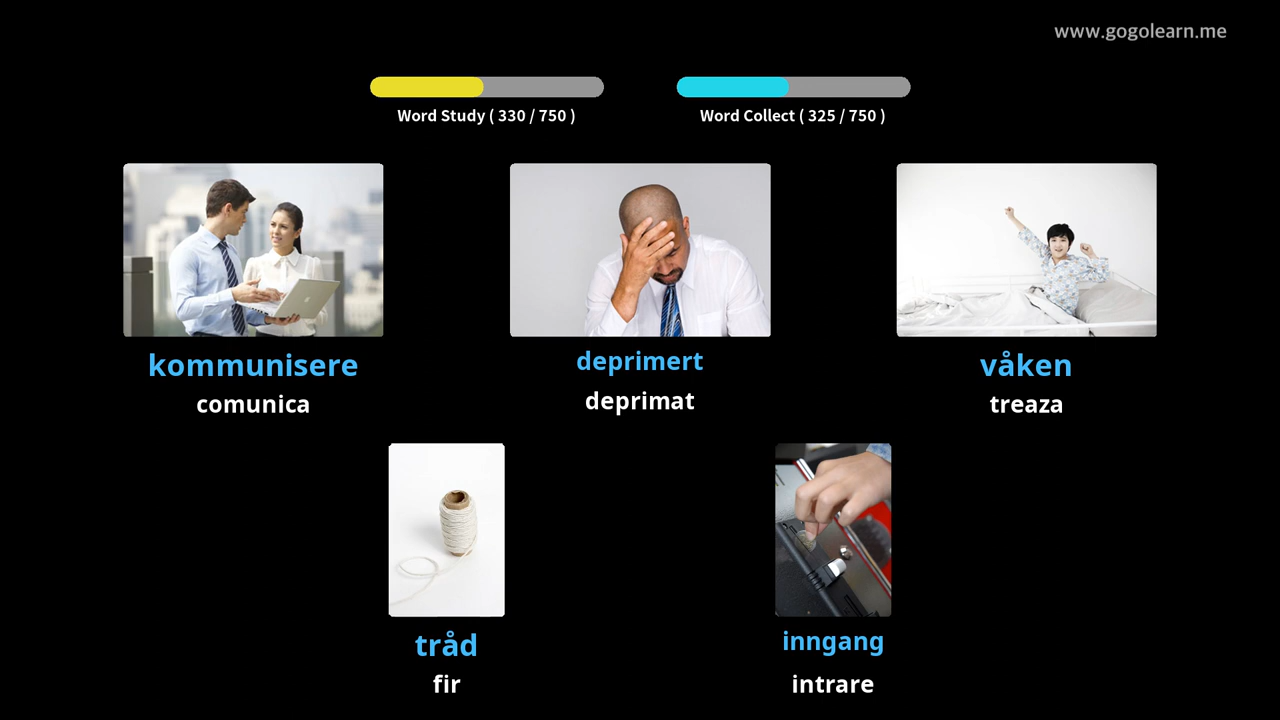 www.gogolearn.me
Word Study ( 330 / 750 )
Word Collect ( 325 / 750 )
kommunisere
comunica
deprimert
deprimat
våken
treaza
tråd
fir
inngang
intrare